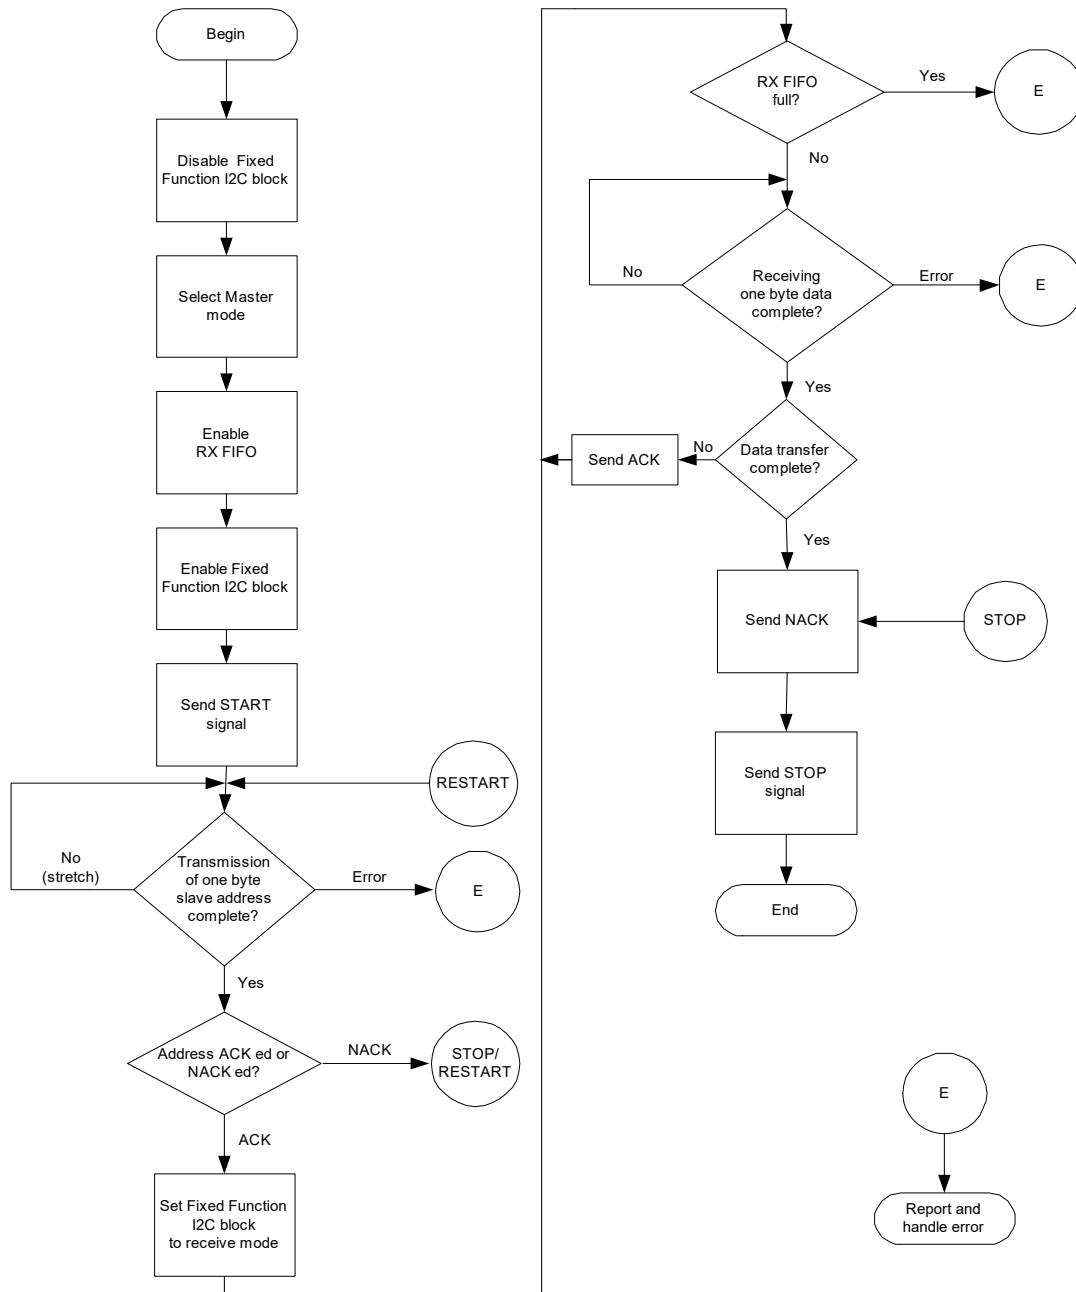 Begin
Disable Fixed
Function I2C block
Select Master
mode
Enable
RX FIFO
Enable Fixed
Function I2C block
Send START
signal
RESTART
No
(stretch)
Transmission
of one byte
slave address
complete?
Error
E
Yes
Address ACK ed or
NACK ed?
NACK
STOP/
RESTART
ACK
Set Fixed Function
I2C block
to receive mode
RX FIFO
full?
Yes
E
No
No
Receiving
one byte data
complete?
Error
E
Yes
Send ACK
No
Data transfer
complete?
Yes
Send NACK
STOP
Send STOP
signal
End
E
Report and
handle error